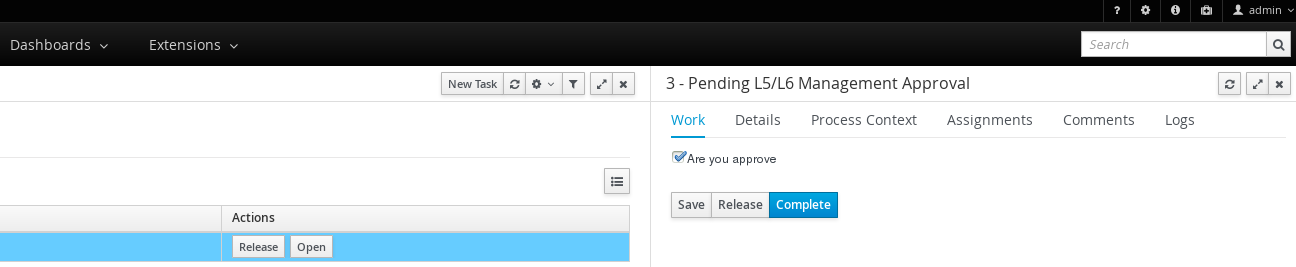 ? admin
Dashboards Extensions Search
New Task 3 - Pending L5/L6 Management Approval
Work Details Process Context Assignments Comments Logs
Are you approve
Save Release Complete
Actions
Release Open